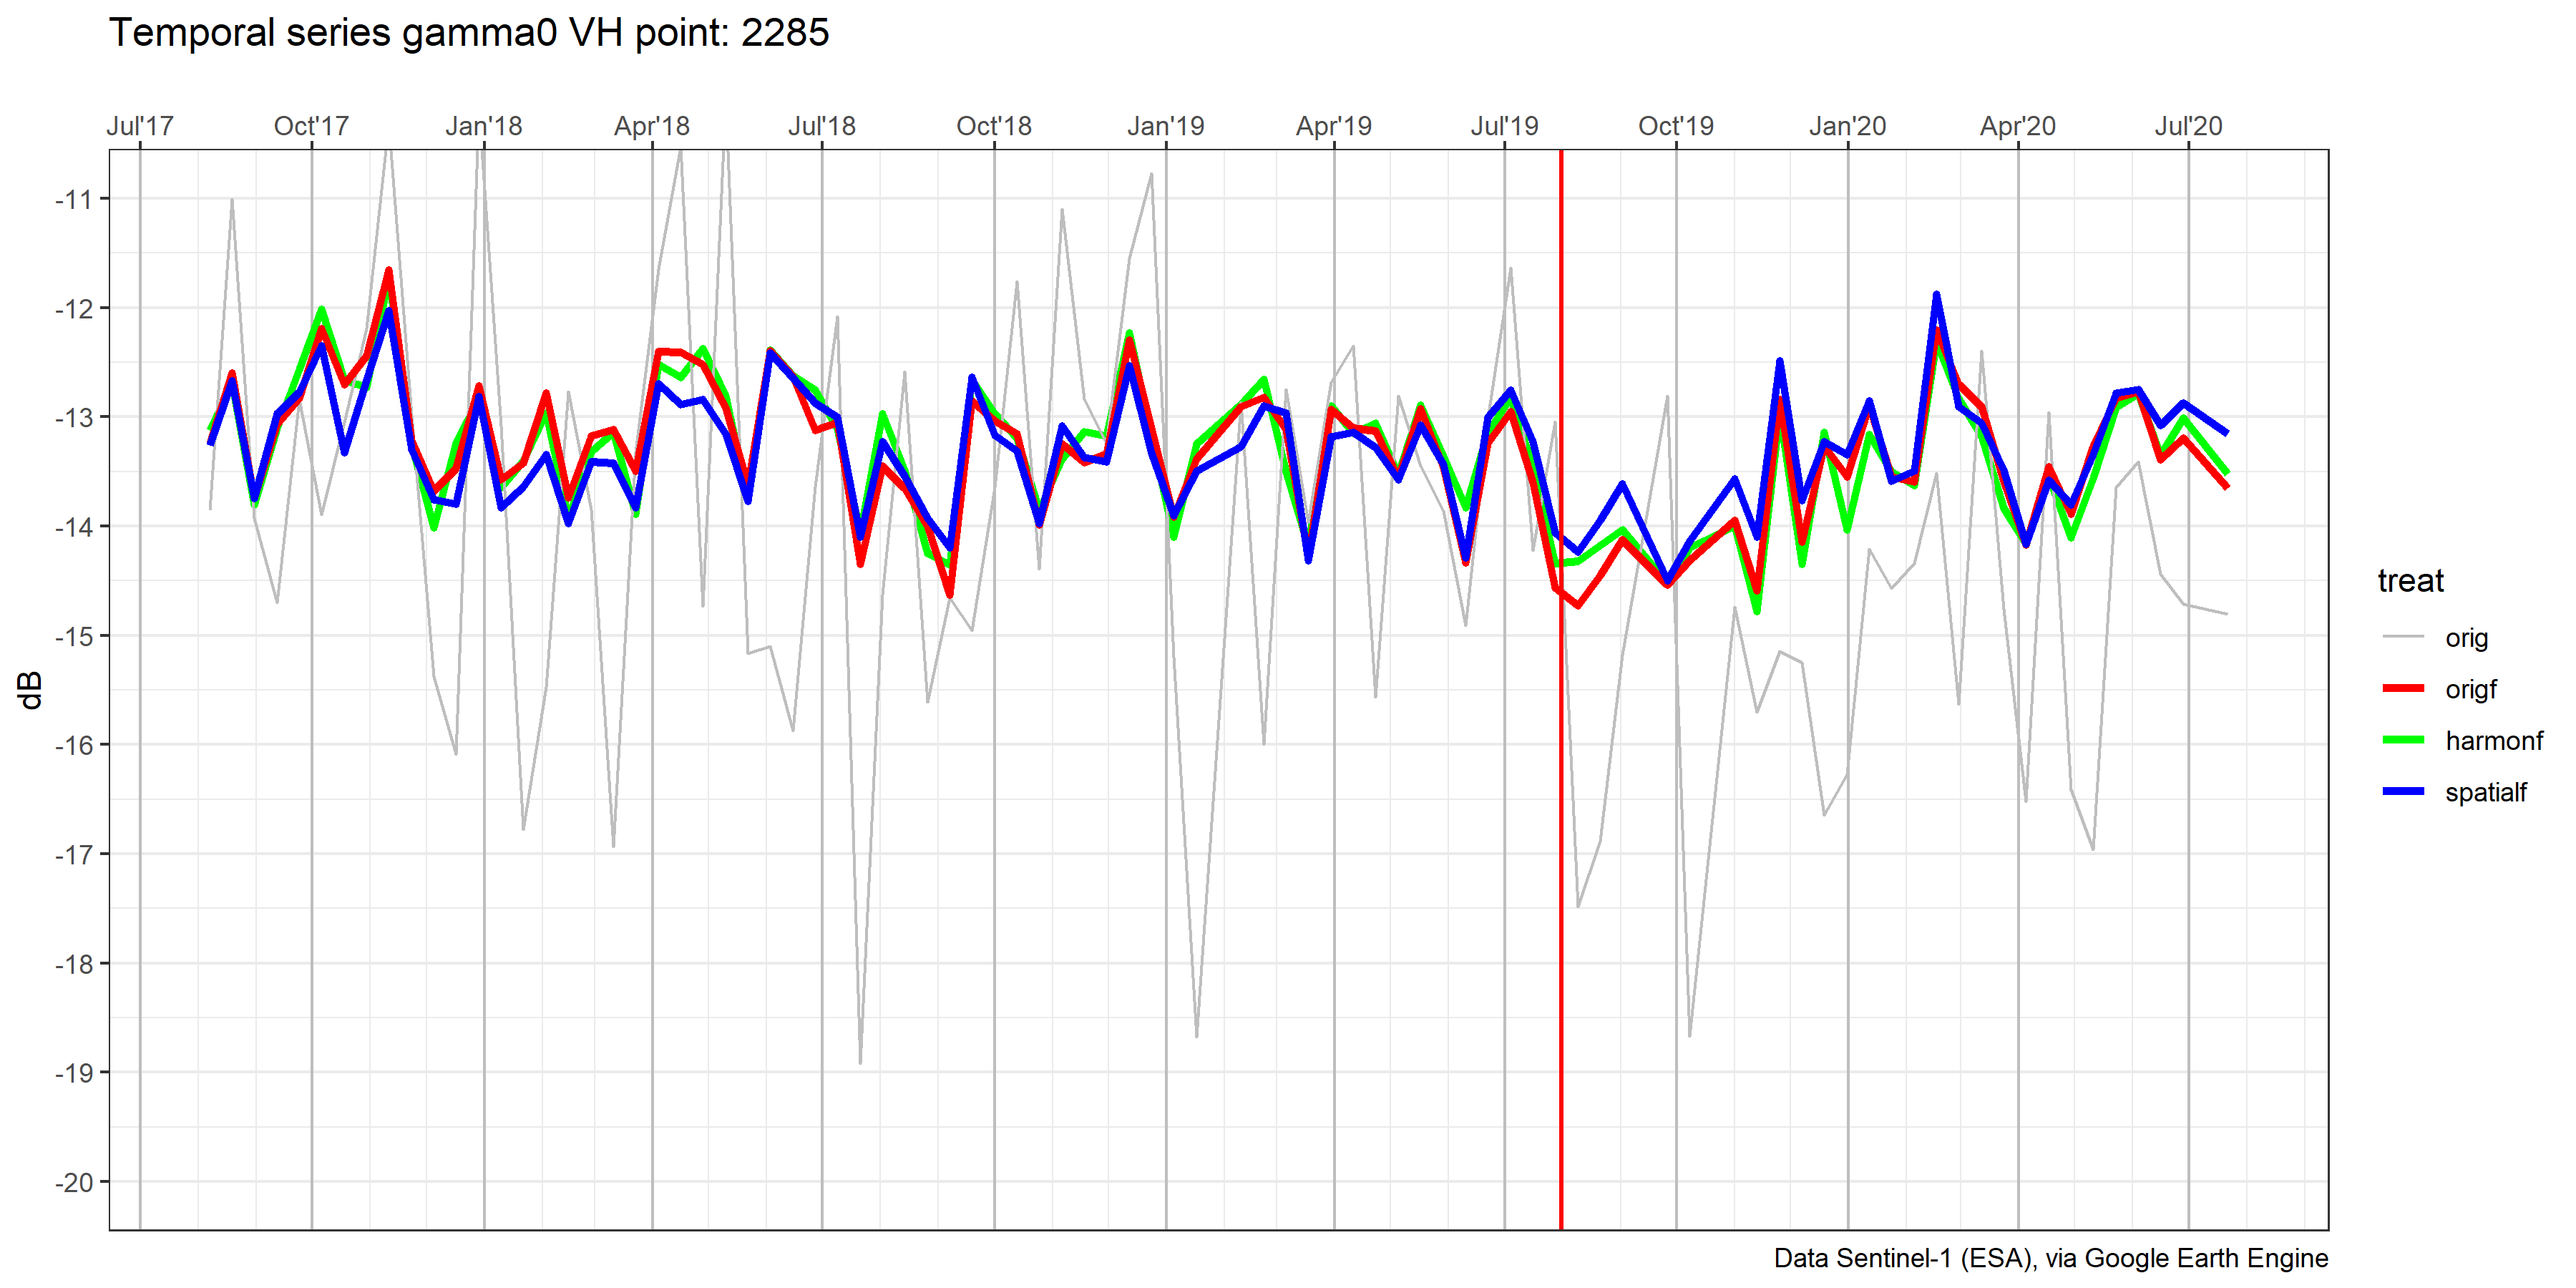 Temporal series gamma0 VH point: 2285
Jul'17 Oct'17 Jan'18 Apr'18 Jul'18 Oct'18 Jan'19 Apr'19 Jul'19 Oct'19 Jan'20 Apr'20 Jul'20
-11
-12
-13
-14
-15
-16
-17
-18
-19
-20
dB
treat
orig
origf
harmonf
spatialf
Data Sentinel-1 (ESA), via Google Earth Engine